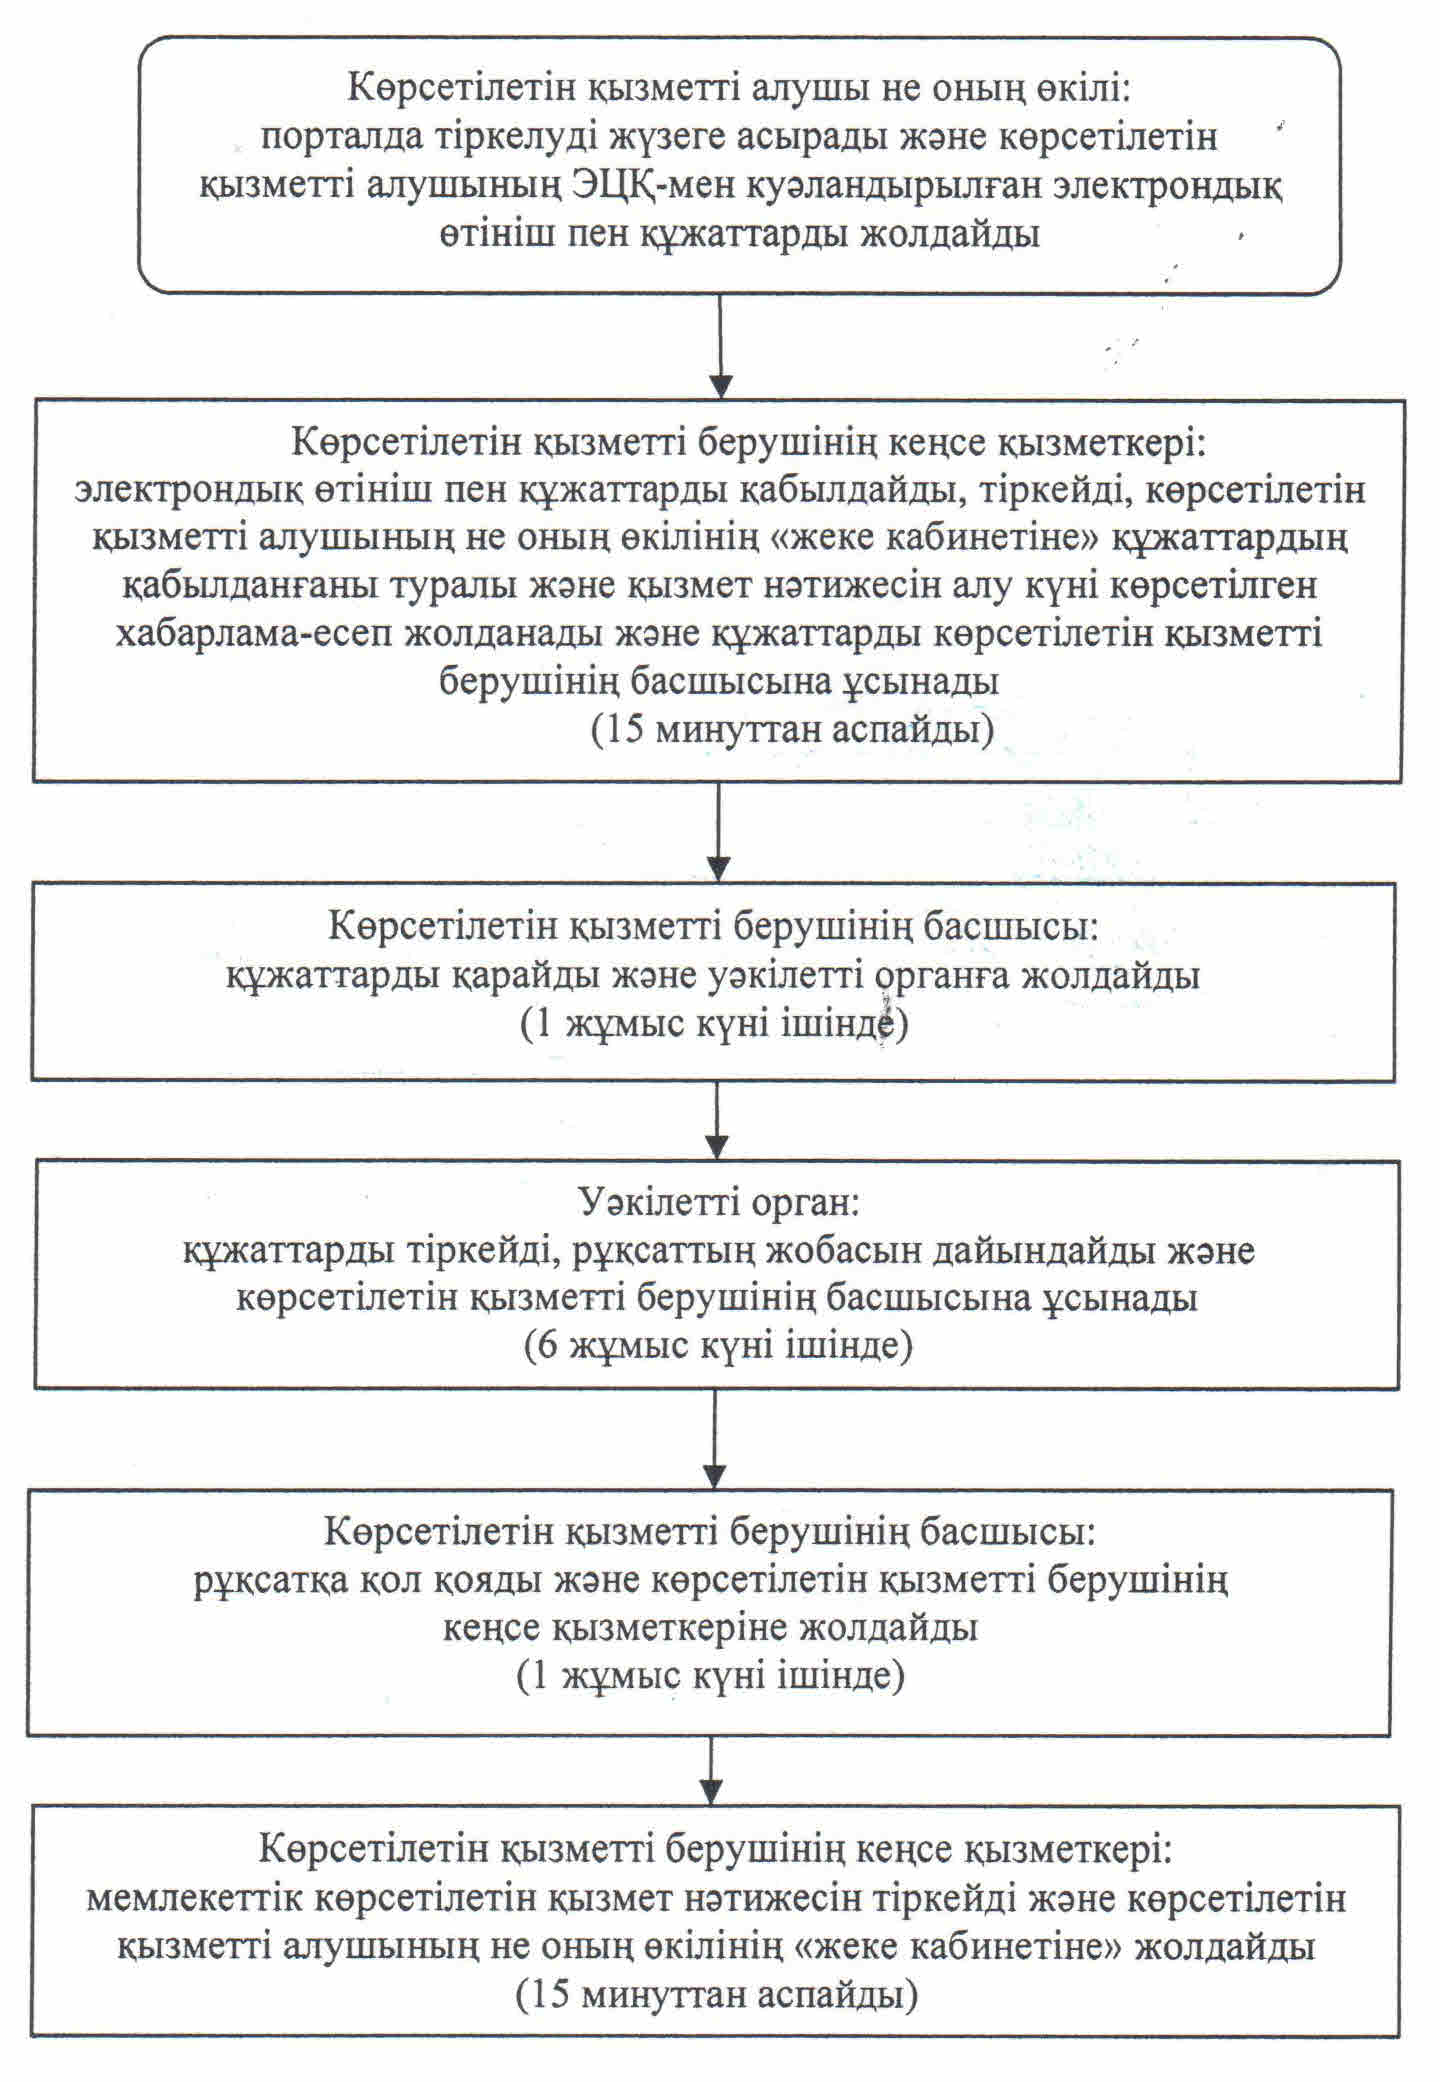 Көрсетілетін қызметті алушы не оның өкілі:
порталда тіркелуді жүзеге асырады және көрсетілетін
қызметті алушының ЭЦҚ-мен куәландырылған электрондық
өтініш пен құжаттарды жолдайды
Көрсетілетін қызметті берушінің кеңсе қызметкері:
электрондық өтініш пен құжаттарды қабылдайды, тіркейді, көрсетілетін
қызметті алушының не оның өкілінің «жеке кабинетіне» құжаттардың
қабылданғаны туралы және қызмет нәтижесін алу күні көрсетілген
хабарлама-есеп жолданады және құжаттарды көрсетілетін қызметті
берушінің басшысына ұсынады
(15 минуттан аспайды)
Көрсетілетін қызметті берушінің басшысы:
құжаттарды қарайды және уәкілетті органға жолдайды
(1 жұмыс күні ішінде)
Уәкілетті орган:
құжаттарды тіркейді, рұқсаттың жобасын дайындайды және
көрсетілетін қызметті берушінің басшысына ұсынады
(6 жұмыс күні ішінде)
Көрсетілетін қызметті берушінің басшысы:
рұқсатқа қол қояды және көрсетілетін қызметті берушінің
кеңсе қызметкеріне жолдайды
(1 жұмыс күні ішінде)
Көрсетілетін қызметті берушінің кеңсе қызметкері:
мемлекеттік көрсетілетін қызмет нәтижесін тіркейді және көрсетілетін
қызметті алушының не оның өкілінің «жеке кабинетіне» жолдайды
(15 минуттан аспайды)